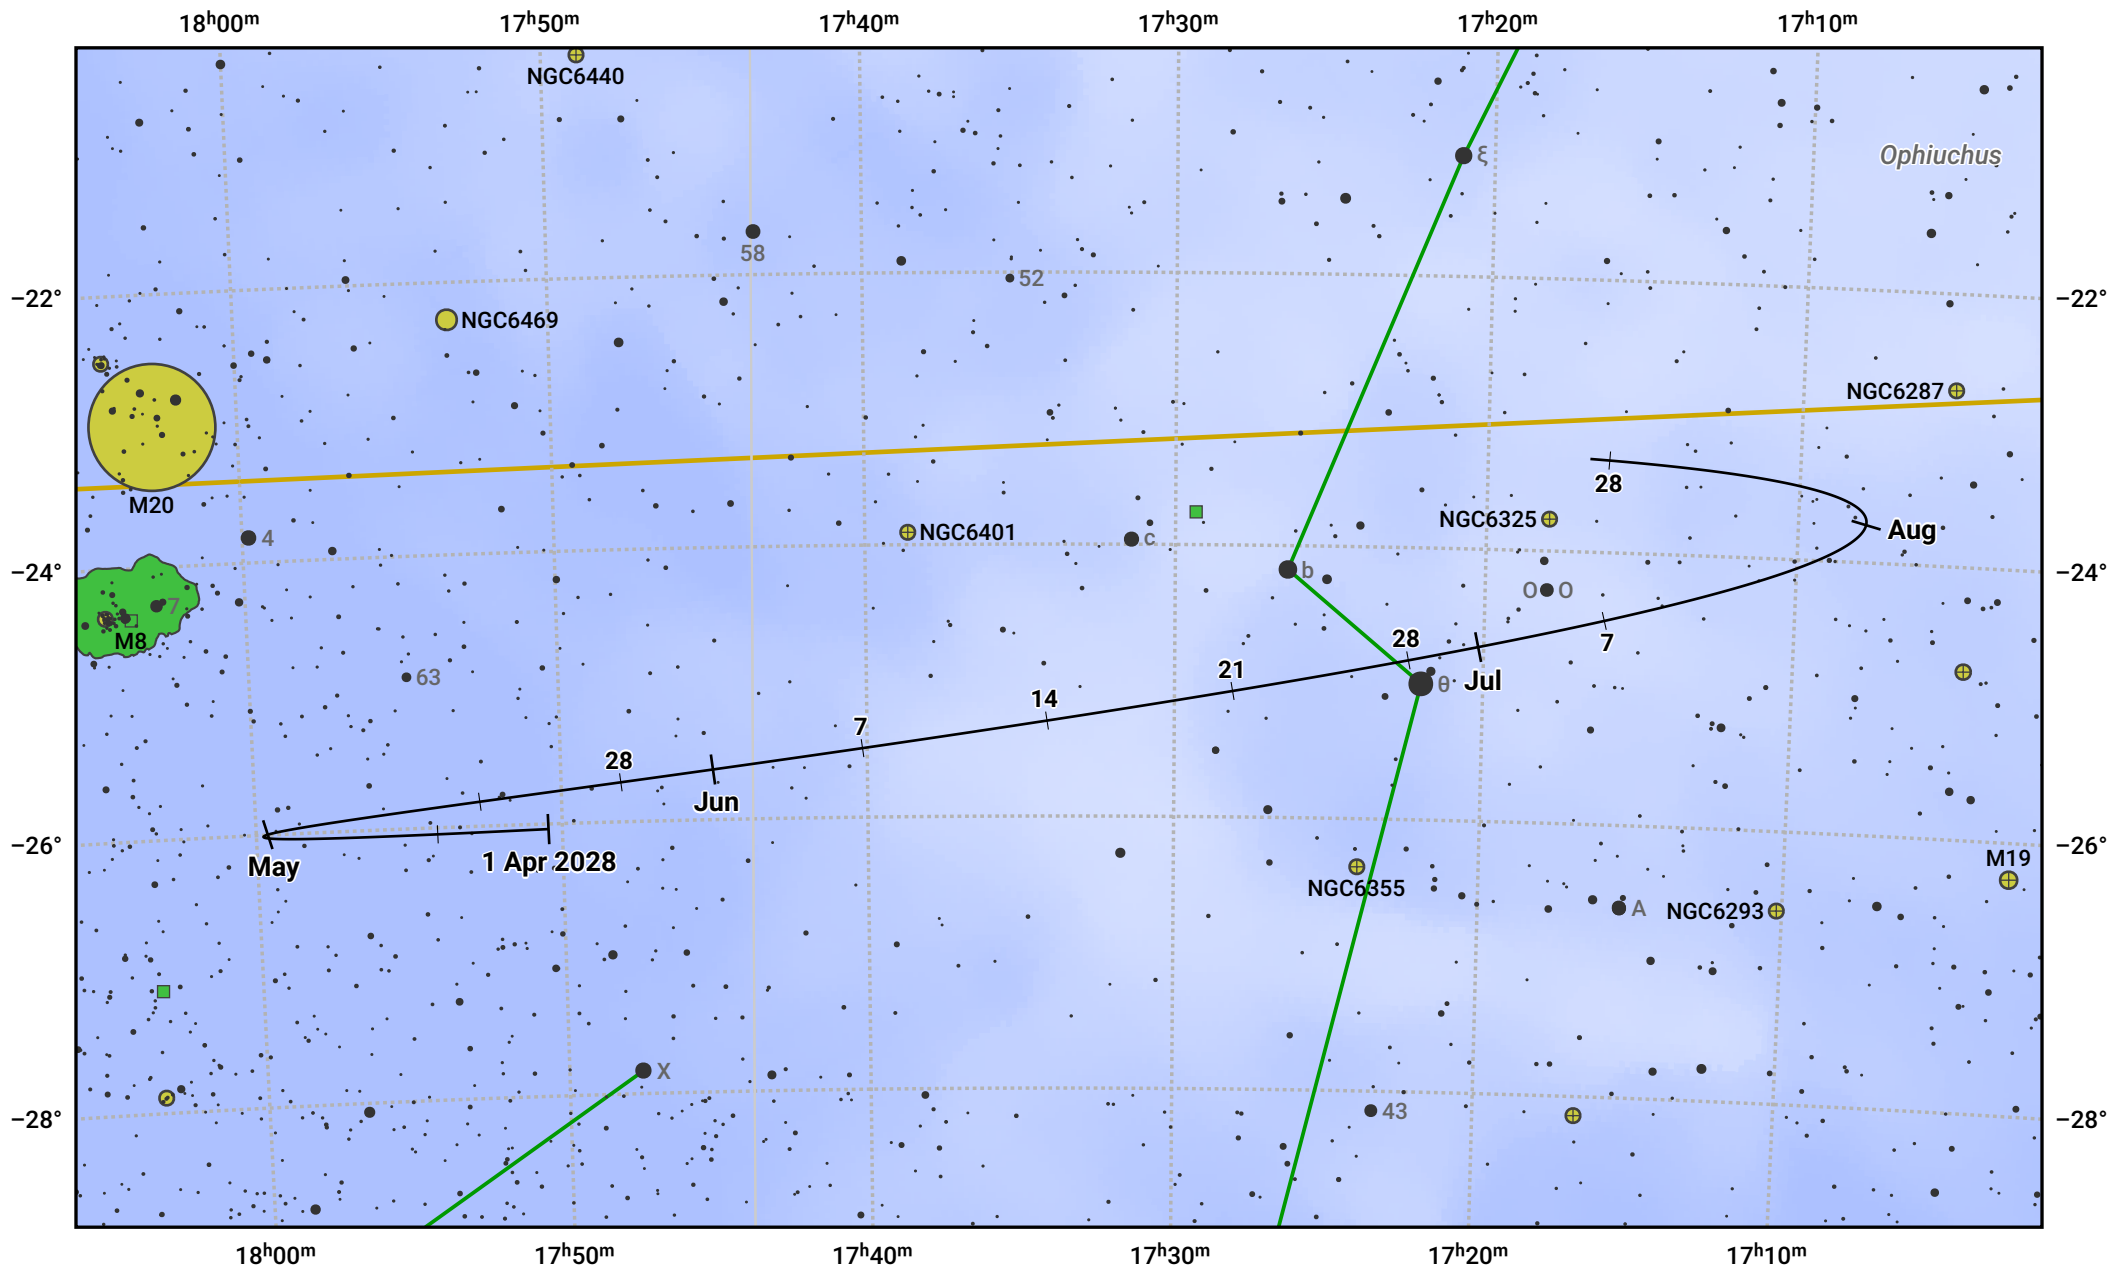 18ʰ00ᵐ 17ʰ50ᵐ 17ʰ40ᵐ 17ʰ30ᵐ 17ʰ20ᵐ 17ʰ10ᵐ
NGC6440
ξ
Ophiuchus
58
52
−22° −22°
NGC6469
NGC6287
M20
28
NGC6325
Aug
4
NGC6401
c
b
−24° −24°
O O
7
M8
28
7
63
21
θ
Jul
14
7
28
Jun
−26° −26°
May
1 Apr 2028
M19
NGC6355
A
NGC6293
X
43
−28° −28°
18ʰ00ᵐ 17ʰ50ᵐ 17ʰ40ᵐ 17ʰ30ᵐ 17ʰ20ᵐ 17ʰ10ᵐ